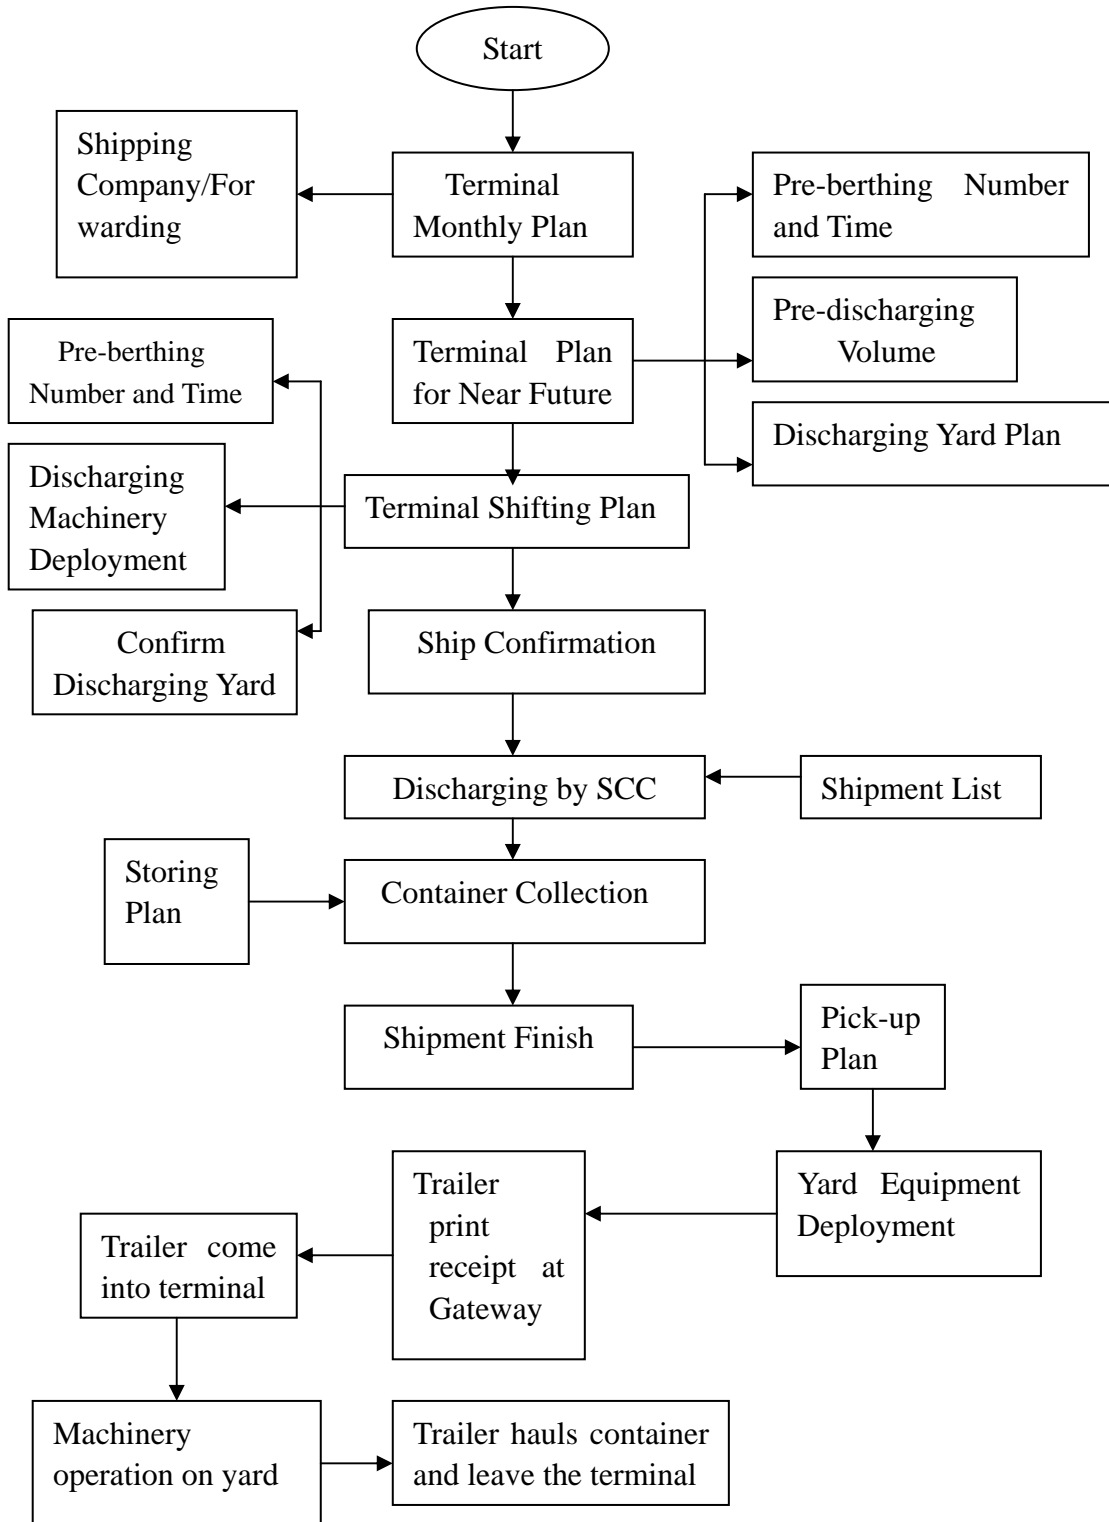 Start
Shipping
Company/For
warding
Terminal
Monthly Plan
Pre-berthing Number
and Time
Pre-discharging
Volume
Pre-berthing
Number and Time
Terminal Plan
for Near Future
Discharging Yard Plan
Discharging
Machinery
Deployment
Terminal Shifting Plan
Confirm
Discharging Yard
Ship Confirmation
Discharging by SCC
Shipment List
Storing
Plan
Container Collection
Shipment Finish
Pick-up
Plan
Yard Equipment
Deployment
Trailer
print
receipt at
Gateway
Trailer come
into terminal
Machinery
operation on yard
Trailer hauls container
and leave the terminal